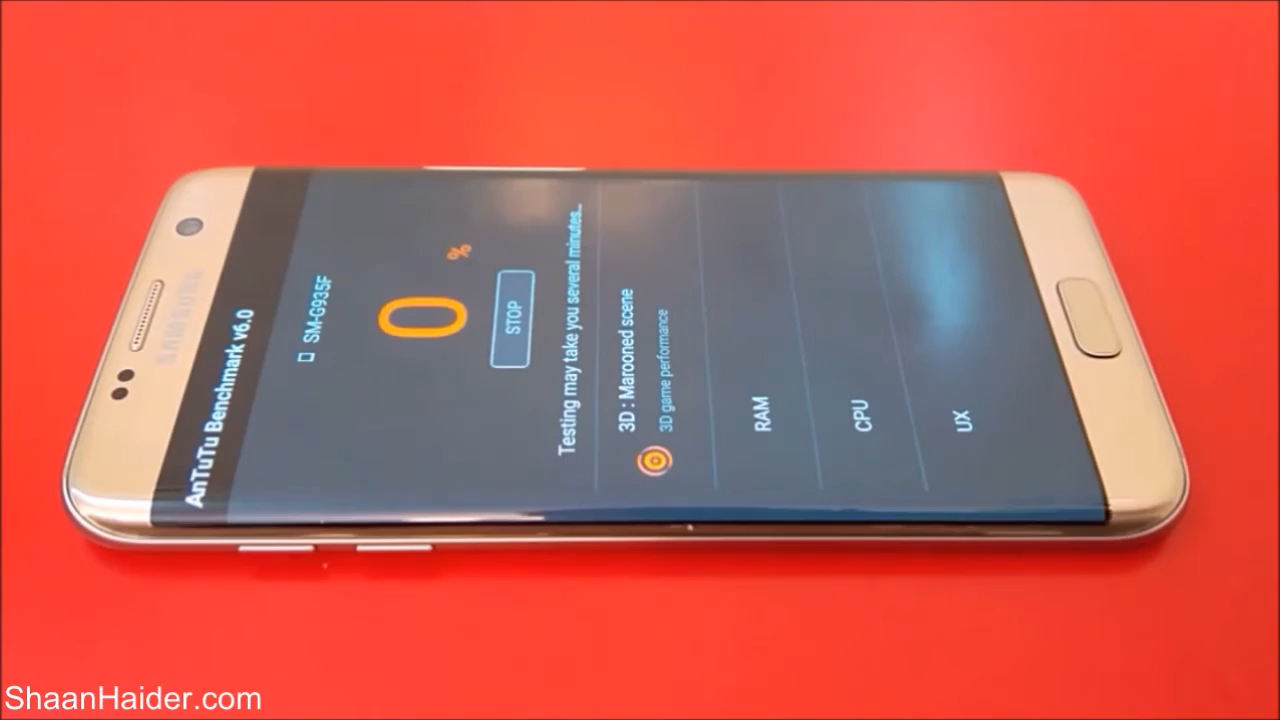 SAMSUNG
AnTuTu Benchmark v6.0
SM-G935F
0 %
STOP
Testing may take you several minutes...
3D : Marooned scene
3D game performance
RAM
CPU
UX
ShaanHaider.com